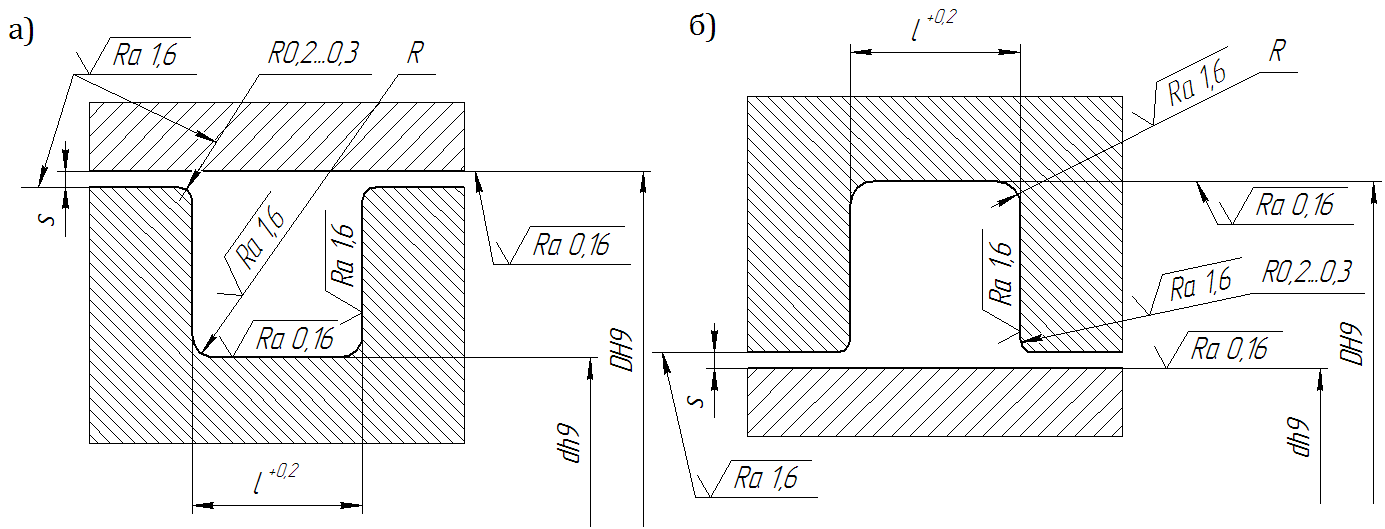 а)
Ra 1,6
R0,2...0,3
R
s
Ra 1,6
Ra 1,6
Ra 0,16
Ra 0,16
DH9
dh9
l +0,2
б)
l +0,2
Ra 1,6
R
Ra 0,16
Ra 1,6
Ra 1,6
R0,2...0,3
Ra 0,16
s
Ra 1,6
DH9
dh9